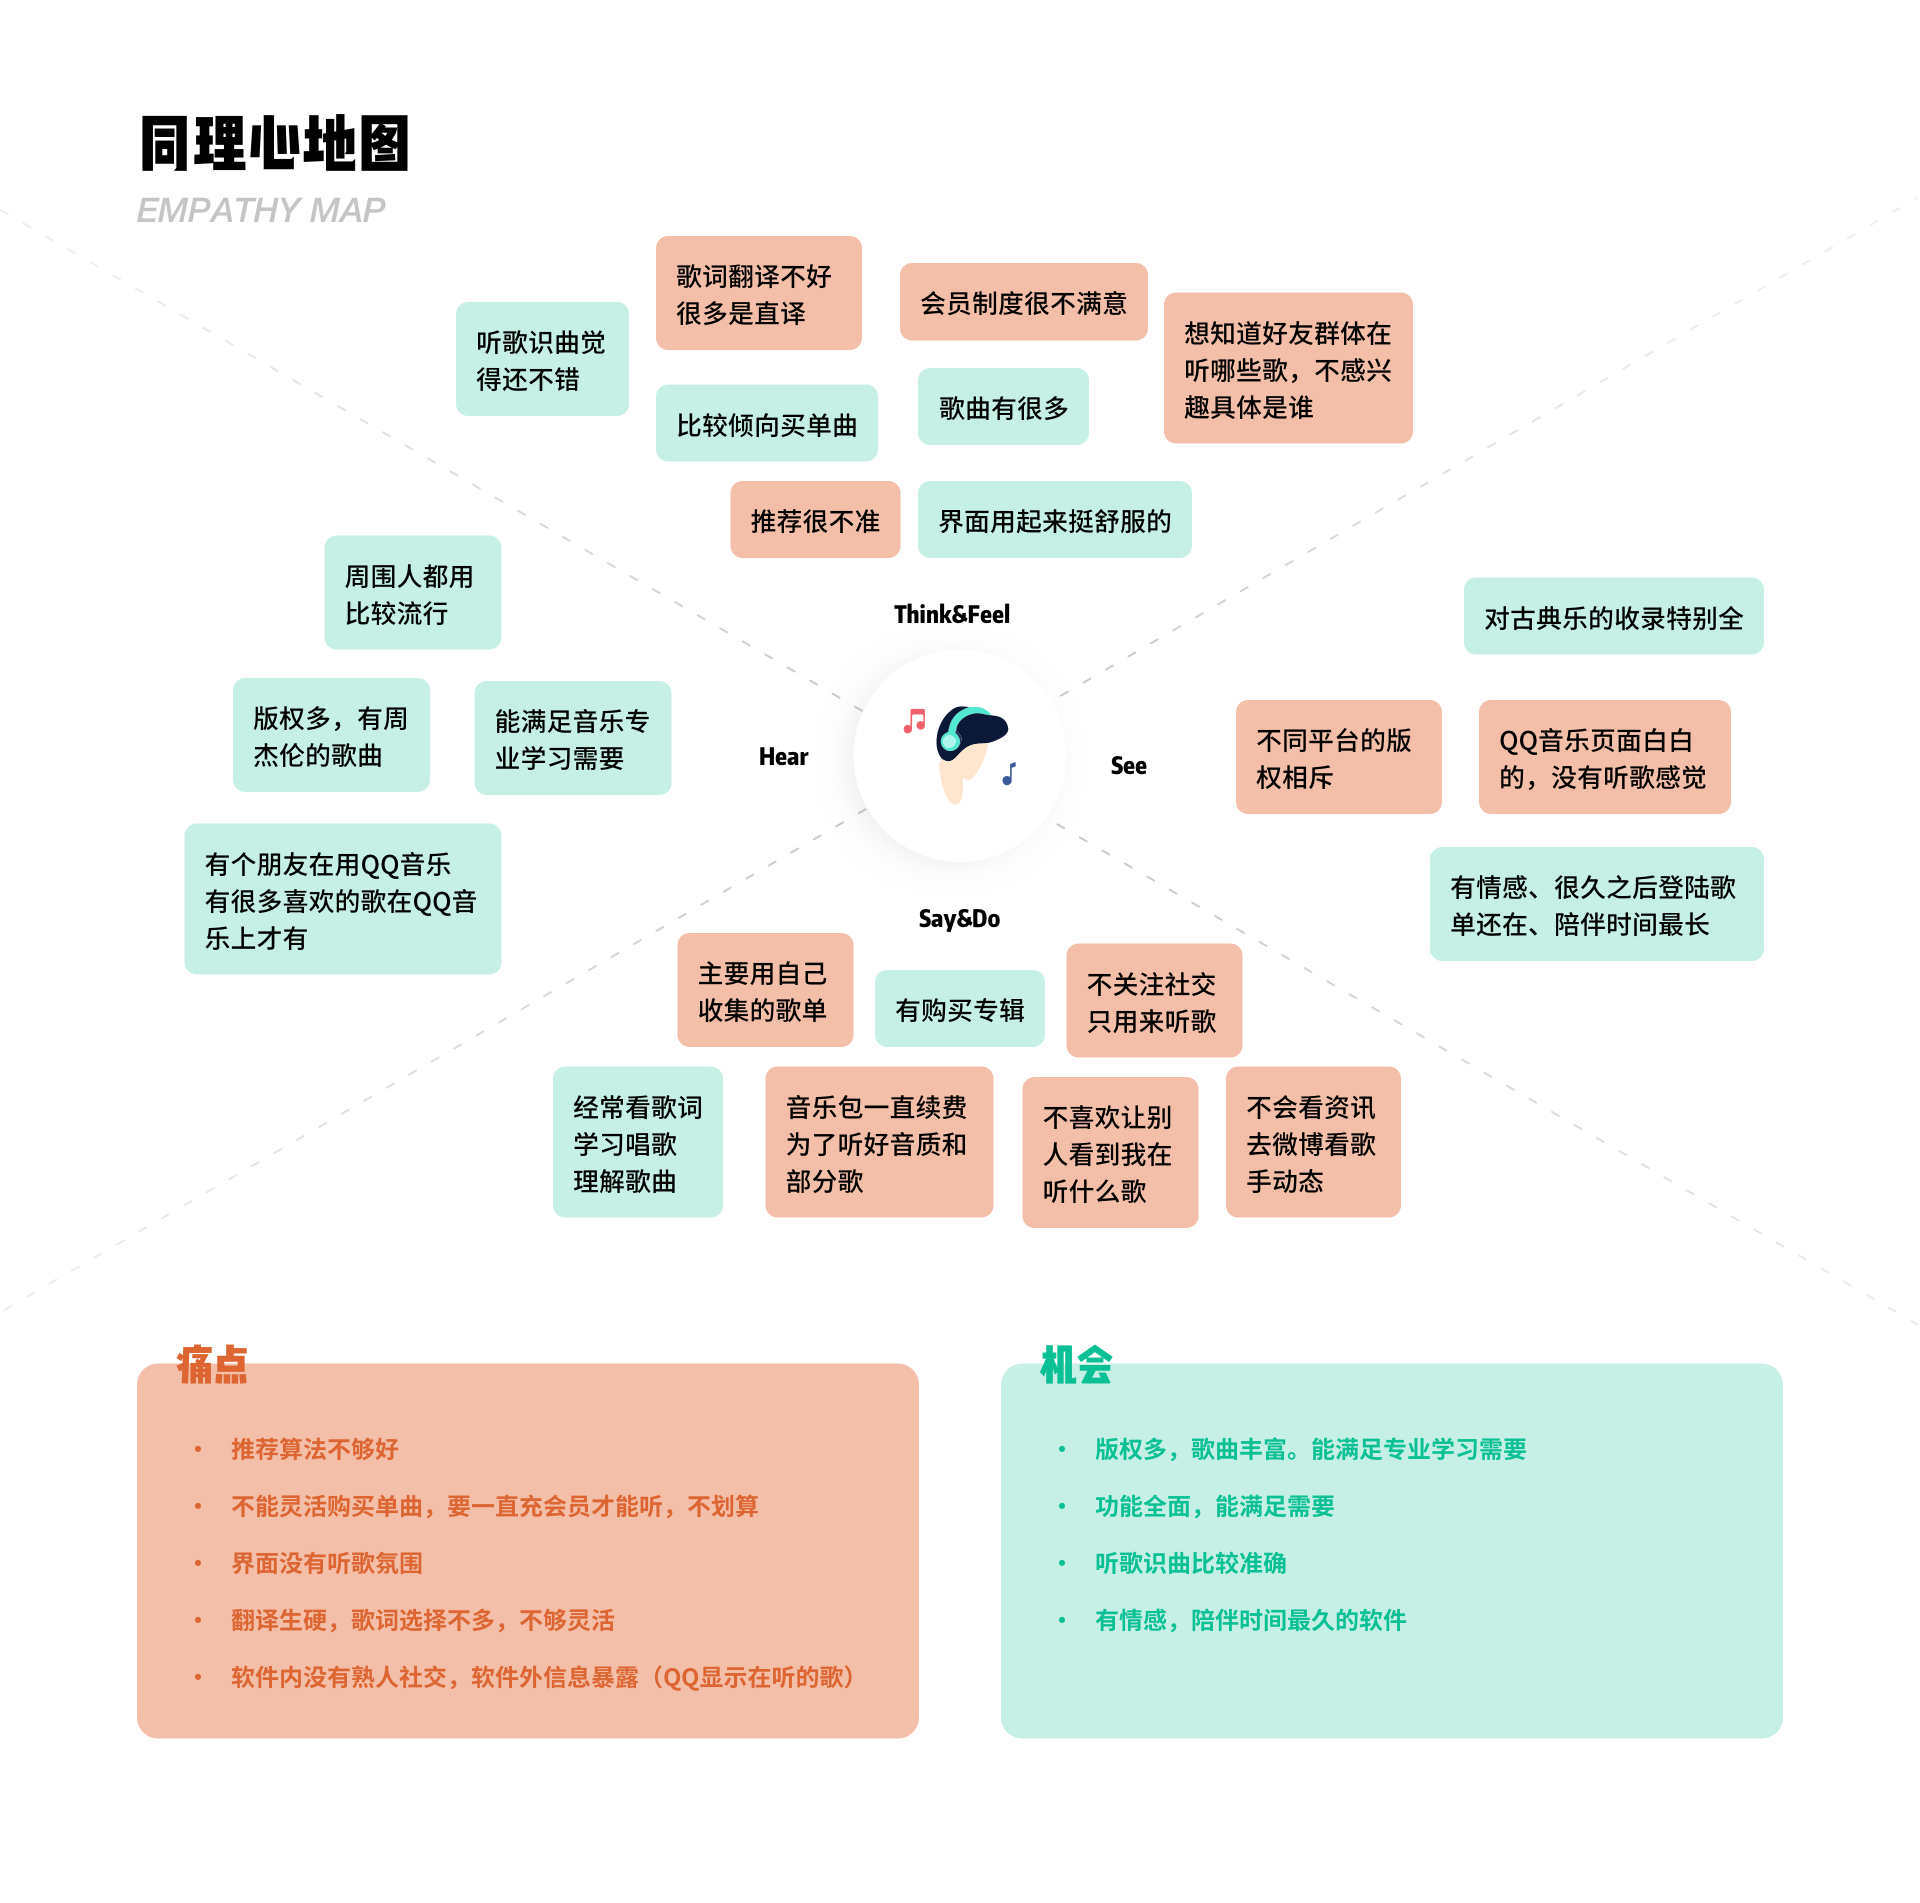 同理心地图
EMPATHY MAP
歌词翻译不好
很多是直译
会员制度很不满意
听歌识曲觉
得还不错
想知道好友群体在
听哪些歌，不感兴
趣具体是谁
比较倾向买单曲
歌曲有很多
推荐很不准
界面用起来挺舒服的
Think&Feel
周围人都用
比较流行
版权多，有周
杰伦的歌曲
能满足音乐专
业学习需要
有个朋友在用QQ音乐
有很多喜欢的歌在QQ音
乐上才有
Hear
See
对古典乐的收录特别全
不同平台的版
权相斥
QQ音乐页面白白
的，没有听歌感觉
有情感、很久之后登陆歌
单还在、陪伴时间最长
Say&Do
主要用自己
收集的歌单
有购买专辑
不关注社交
只用来听歌
经常看歌词
学习唱歌
理解歌曲
音乐包一直续费
为了听好音质和
部分歌
不喜欢让别
人看到我在
听什么歌
不会看资讯
去微博看歌
手动态
痛点
• 推荐算法不够好
• 不能灵活购买单曲，要一直充会员才能听，不划算
• 界面没有听歌氛围
• 翻译生硬，歌词选择不多，不够灵活
• 软件内没有熟人社交，软件外信息暴露（QQ显示在听的歌）
机会
• 版权多，歌曲丰富。能满足专业学习需要
• 功能全面，能满足需要
• 听歌识曲比较准确
• 有情感，陪伴时间最久的软件